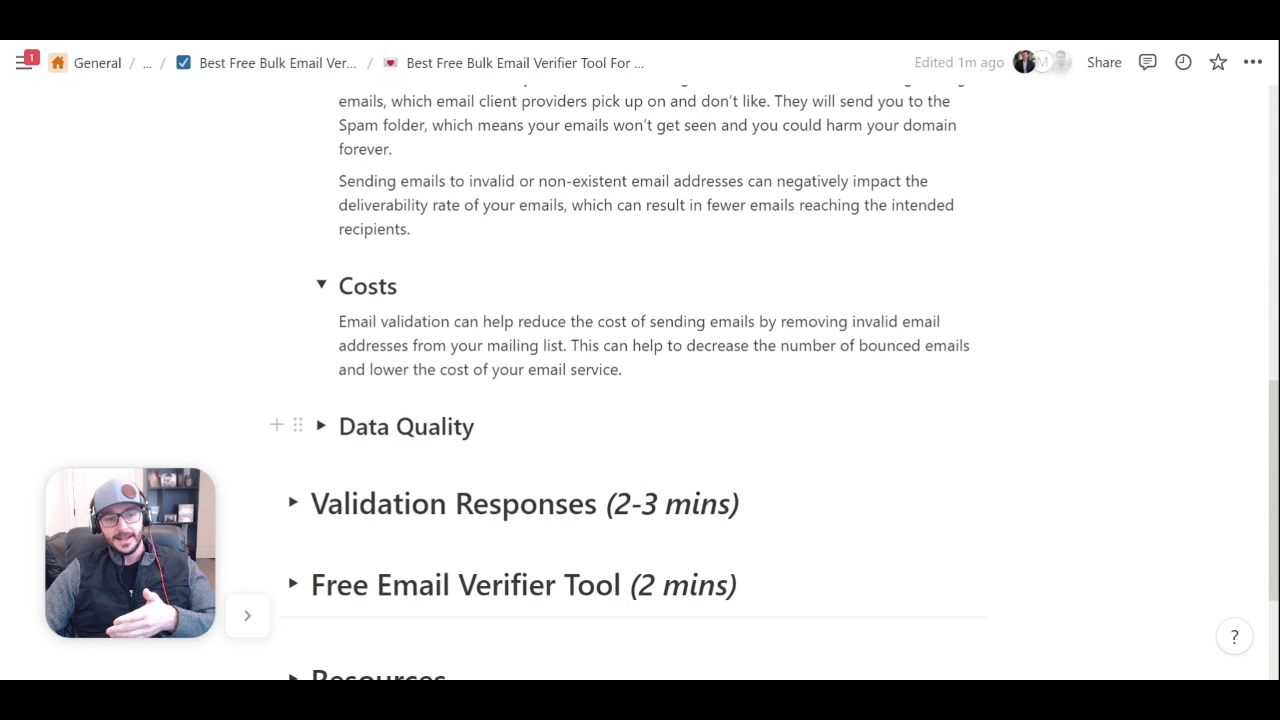 1
General / ... / Best Free Bulk Email Ver... / Best Free Bulk Email Verifier Tool For ...
Edited 1m ago
M
Share
emails, which email client providers pick up on and don’t like. They will send you to the
Spam folder, which means your emails won’t get seen and you could harm your domain
forever.
Sending emails to invalid or non-existent email addresses can negatively impact the
deliverability rate of your emails, which can result in fewer emails reaching the intended
recipients.
Costs
Email validation can help reduce the cost of sending emails by removing invalid email
addresses from your mailing list. This can help to decrease the number of bounced emails
and lower the cost of your email service.
Data Quality
Validation Responses (2-3 mins)
Free Email Verifier Tool (2 mins)
?
Resources